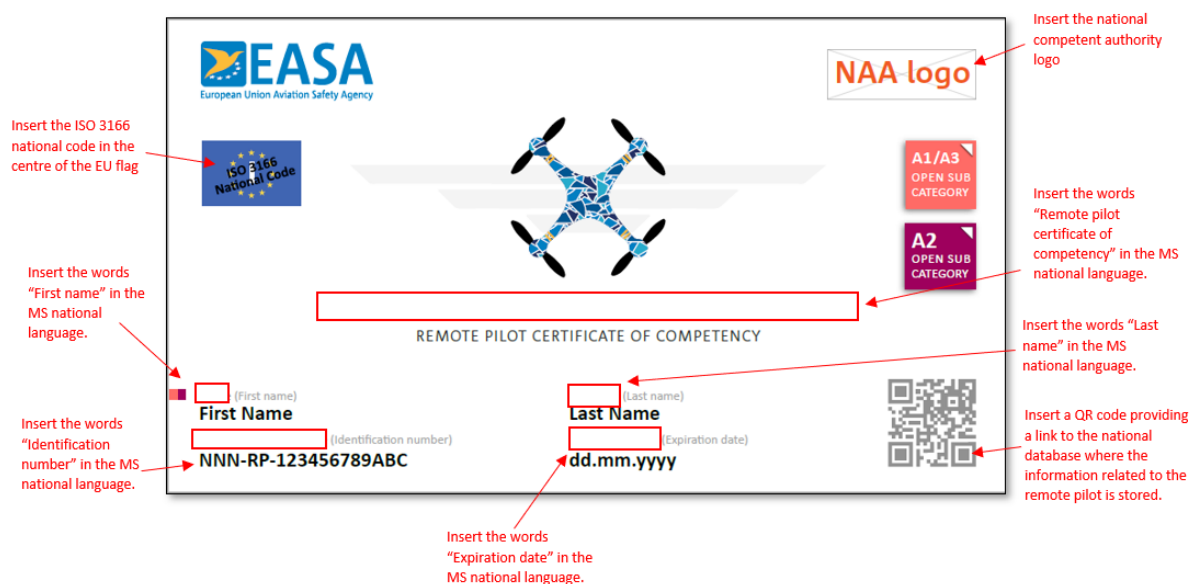 Insert the national
competent authority
logo
EASA
European Union Aviation Safety Agency
NAA logo
Insert the ISO 3166
national code in the
centre of the EU flag
ISO 3166
National Code
A1/A3
OPEN SUB
CATEGORY
A2
OPEN SUB
CATEGORY
Insert the words
“Remote pilot
certificate of
competency” in the MS
national language.
Insert the words
“First name” in the
MS national
language.
REMOTE PILOT CERTIFICATE OF COMPETENCY
Insert the words “Last
name” in the MS
national language.
(First name)
First Name
(Last name)
Last Name
Insert the words
“Identification
number” in the MS
national language.
(Identification number)
NNN-RP-123456789ABC
(Expiration date)
dd.mm.yyyy
Insert a QR code providing
a link to the national
database where the
information related to the
remote pilot is stored.
Insert the words
“Expiration date” in the
MS national language.